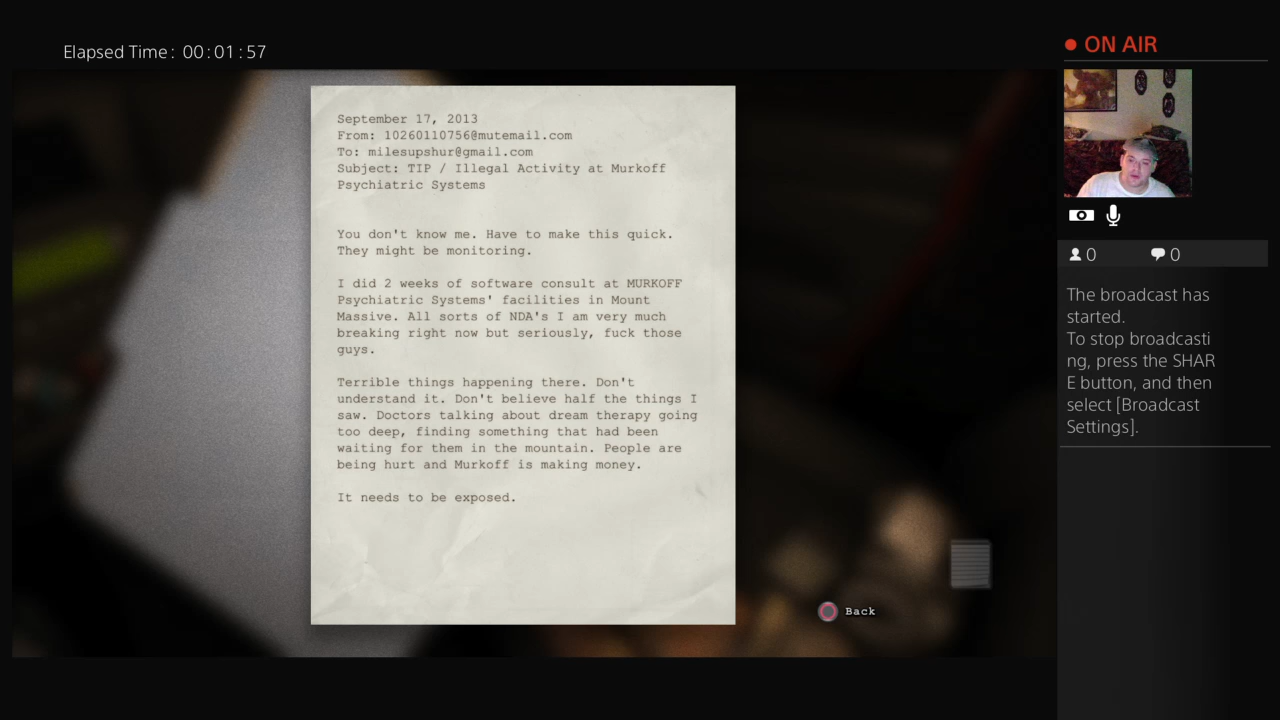 Elapsed Time: 00:01:57
September 17, 2013
From: 10260110756@mutemail.com
To: milesupshur@gmail.com
Subject: TIP / Illegal Activity at Murkoff
Psychiatric Systems
You don't know me. Have to make this quick.
They might be monitoring.
I did 2 weeks of software consult at MURKOFF
Psychiatric Systems' facilities in Mount
Massive. All sorts of NDA's I am very much
breaking right now but seriously, fuck those
guys.
Terrible things happening there. Don't
understand it. Don't believe half the things I
saw. Doctors talking about dream therapy going
too deep, finding something that had been
waiting for them in the mountain. People are
being hurt and Murkoff is making money.
It needs to be exposed.
Back
ON AIR
0 0
The broadcast has
started.
To stop broadcasti
ng, press the SHAR
E button, and then
select [Broadcast
Settings].